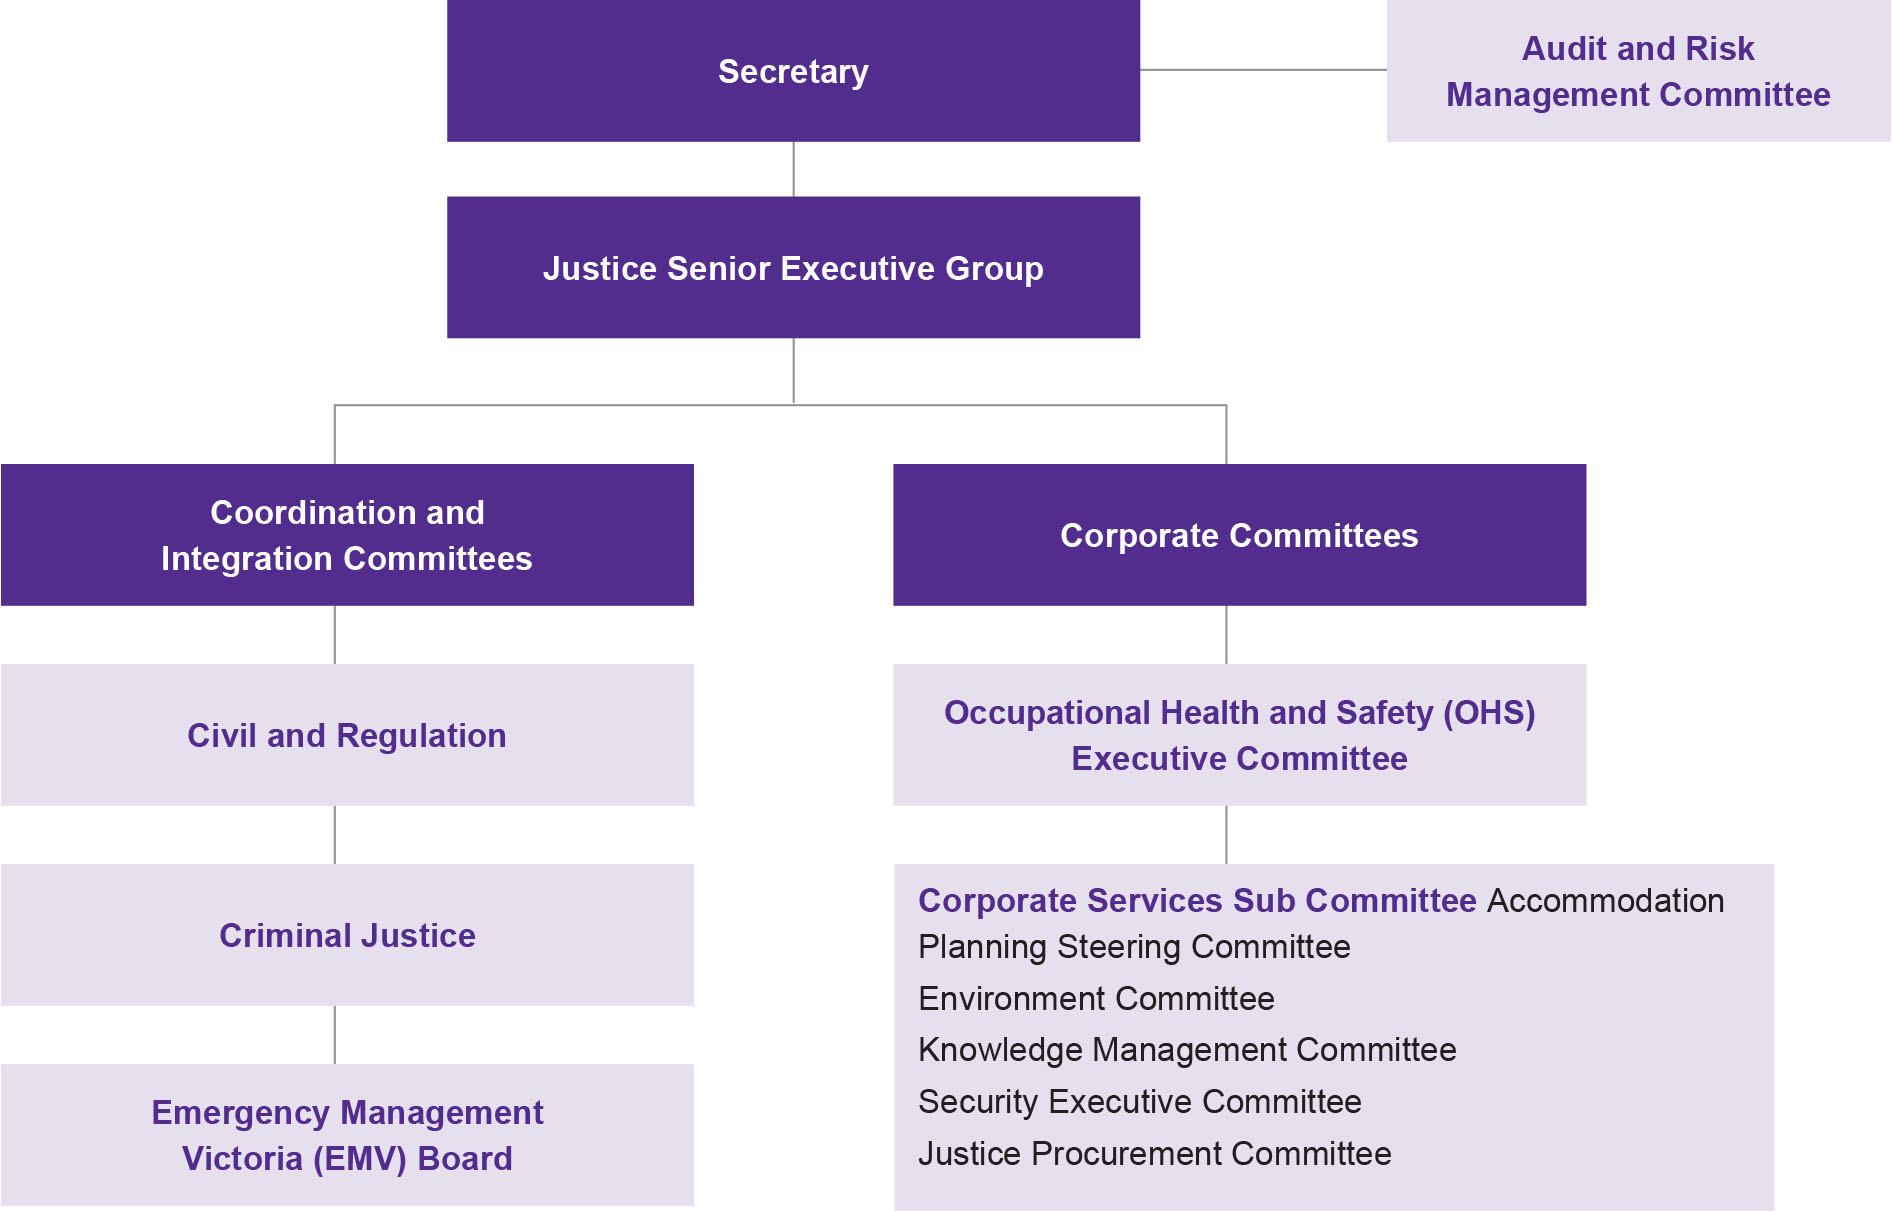 Secretary
Audit and Risk
Management Committee
Justice Senior Executive Group
Coordination and
Integration Committees
Corporate Committees
Civil and Regulation
Occupational Health and Safety (OHS)
Executive Committee
Criminal Justice
Corporate Services Sub Committee Accommodation
Planning Steering Committee
Environment Committee
Knowledge Management Committee
Security Executive Committee
Justice Procurement Committee
Emergency Management
Victoria (EMV) Board